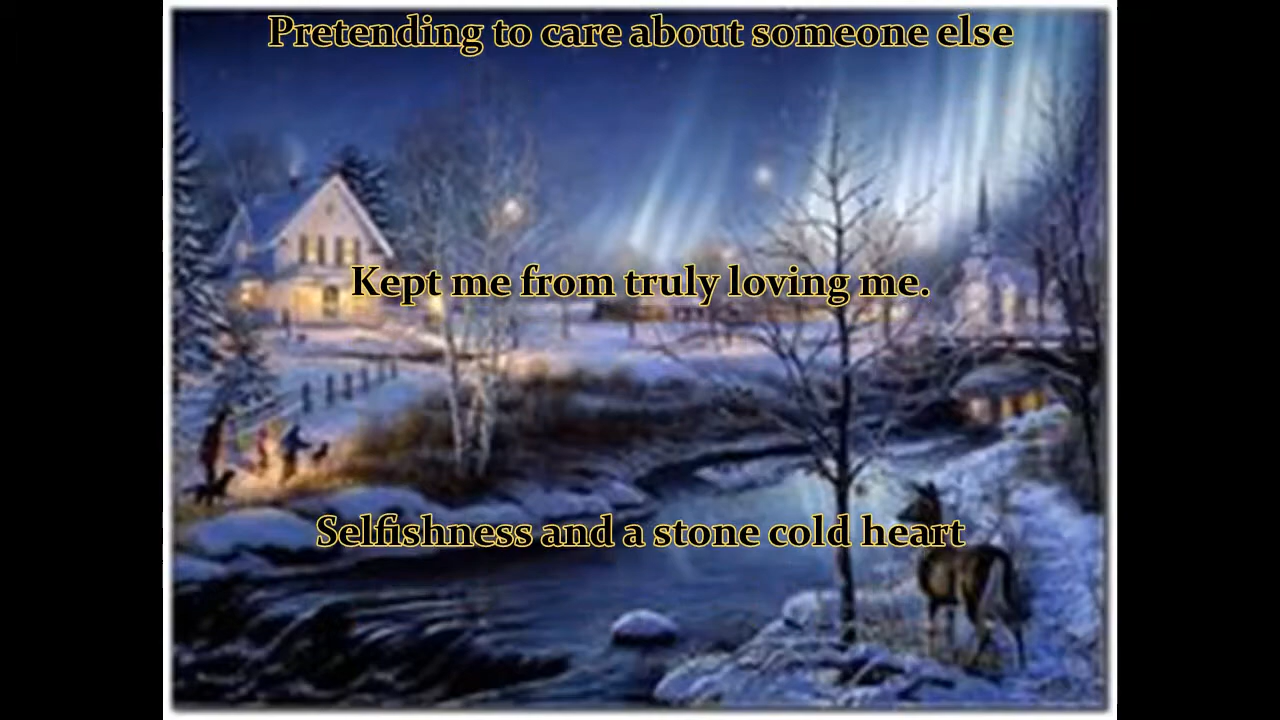 Pretending to care about someone else
Kept me from truly loving me.
Selfishness and a stone cold heart